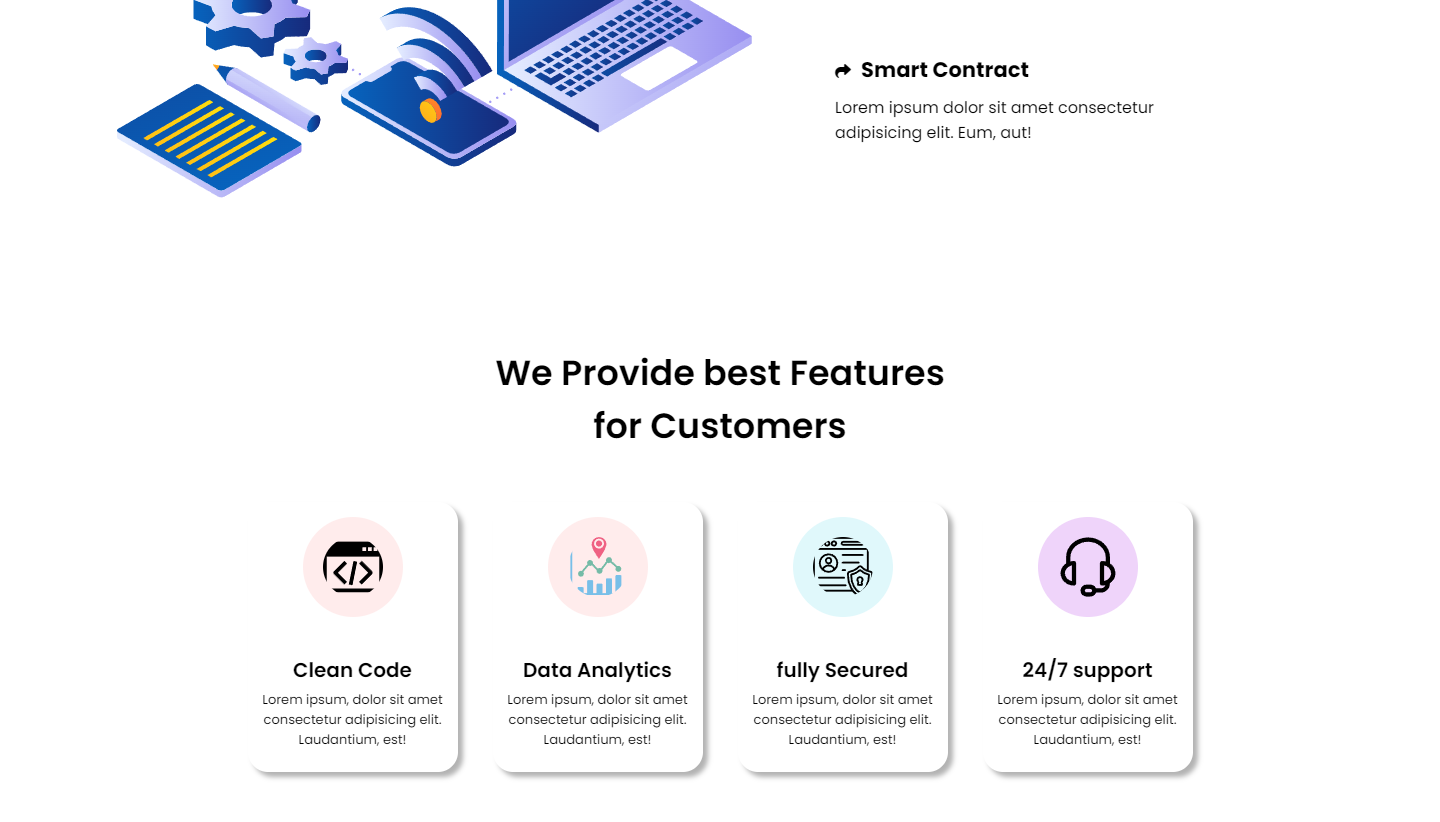 Smart Contract
Lorem ipsum dolor sit amet consectetur
adipisicing elit. Eum, aut!
We Provide best Features
for Customers
Clean Code
Lorem ipsum, dolor sit amet
consectetur adipisicing elit.
Laudantium, est!
Data Analytics
Lorem ipsum, dolor sit amet
consectetur adipisicing elit.
Laudantium, est!
fully Secured
Lorem ipsum, dolor sit amet
consectetur adipisicing elit.
Laudantium, est!
24/7 support
Lorem ipsum, dolor sit amet
consectetur adipisicing elit.
Laudantium, est!